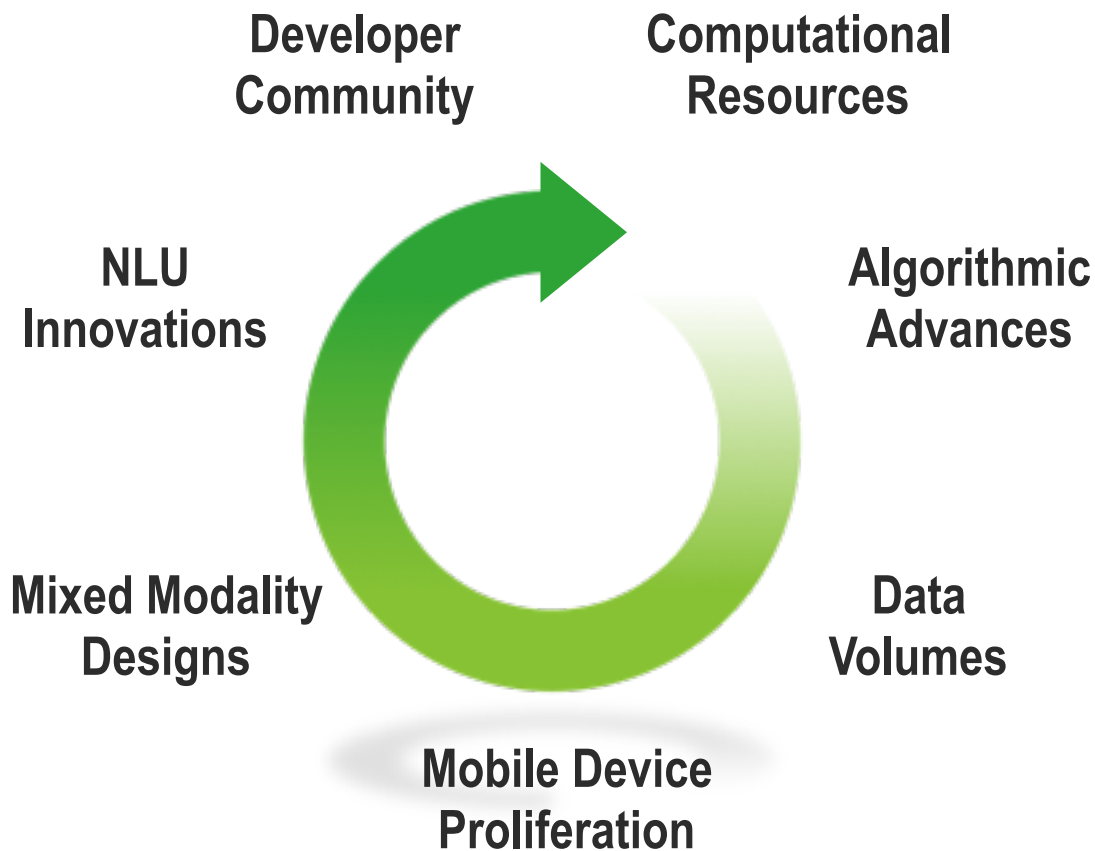 Developer
Community
Computational
Resources
NLU
Innovations
Algorithmic
Advances
Mixed Modality
Designs
Data
Volumes
Mobile Device
Proliferation